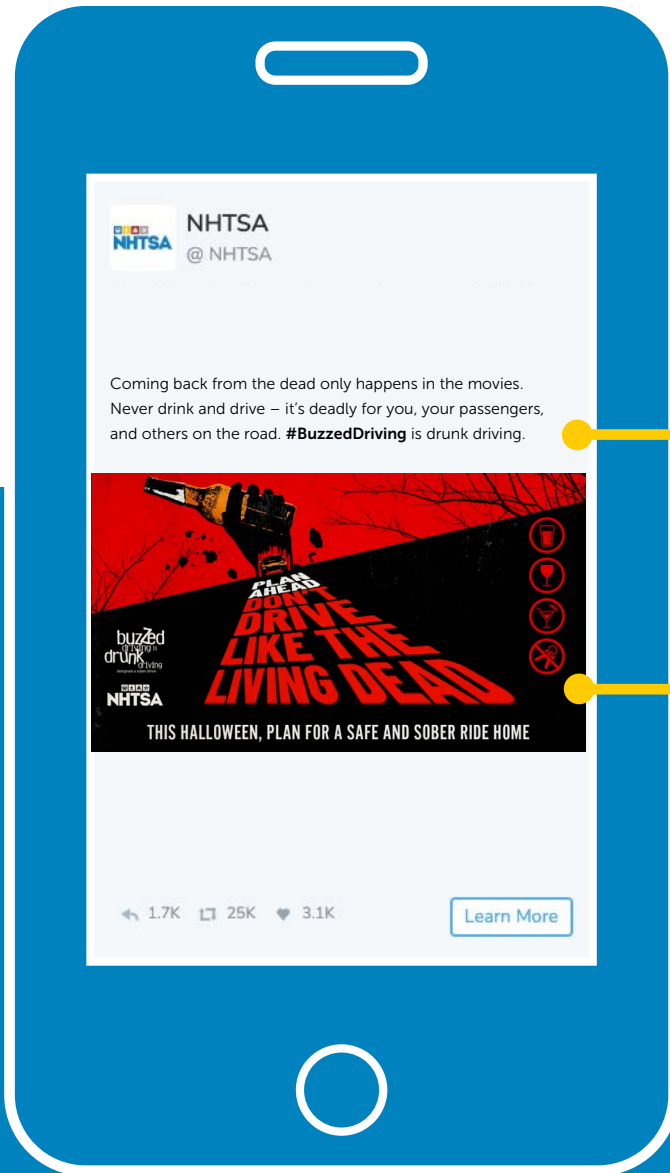 NHTSA
NHTSA
@ NHTSA
Coming back from the dead only happens in the movies.
Never drink and drive – it’s deadly for you, your passengers,
and others on the road. #BuzzedDriving is drunk driving.
PLAN
AHEAD
DON'T
DRIVE
LIKE THE
LIVING DEAD
buzzed
driving is
drunk
driving
NHTSA
THIS HALLOWEEN, PLAN FOR A SAFE AND SOBER RIDE HOME
1.7K 25K 3.1K
Learn More